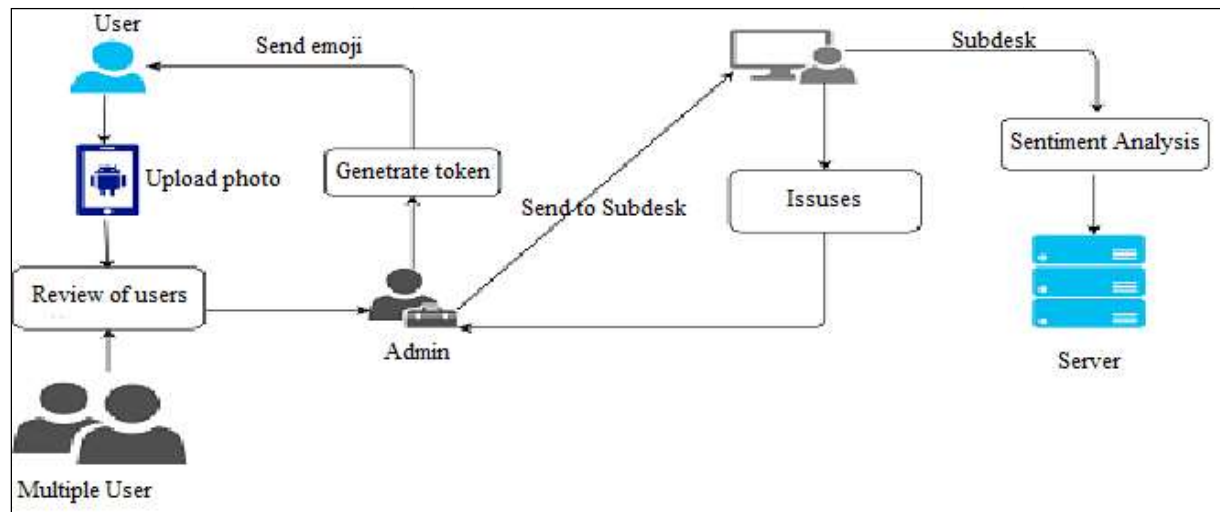 User
Send emoji
Subdesk
Upload photo
Genetrate token
Sentiment Analysis
Send to Subdesk
Issuses
Review of users
Admin
Server
Multiple User